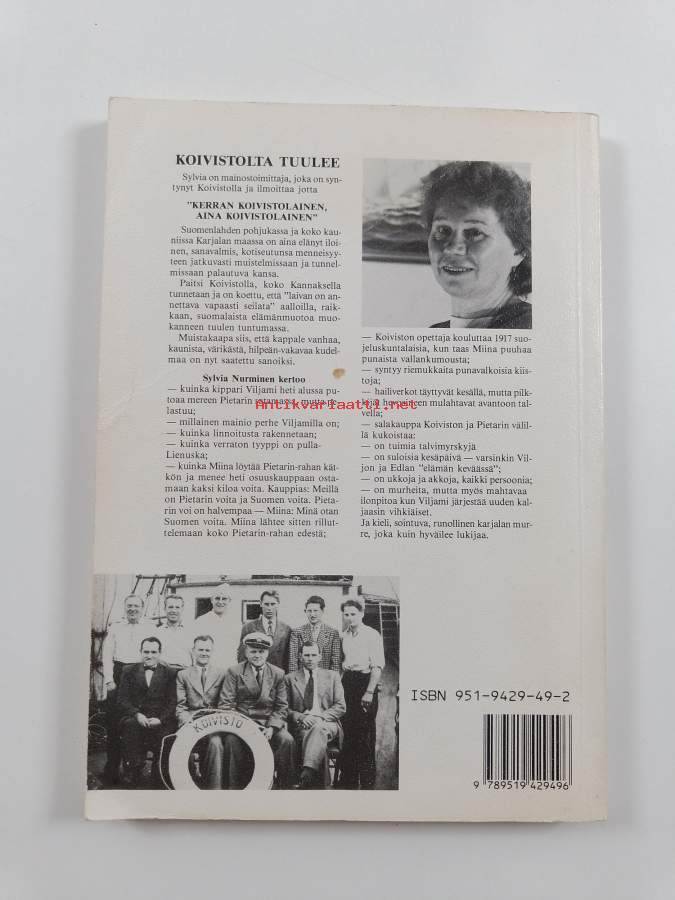 KOIVISTOLTA TUULEE
Sylvia on mainostoimittaja, joka on syn-
tynyt Koivistolla ja ilmoittaa jotta
"KERRAN KOIVISTOLAINEN,
AINA KOIVISTOLAINEN"
Suomenlahden pohjukassa ja koko kau-
niissa Karjalan maassa on aina elänyt iloi-
nen, sanavalmis, kotiseutunsa menneisyy-
teen jatkuvasti muistelmissaan ja tunnel-
missaan palautuva kansa.
Paitsi Koivistolla, koko Kannaksella
tunnetaan ja on koettu, että "laivan on an-
nettava vapaasti seilata" aalloilla, raik-
kaan, suomalaista elämänmuotoa muo-
kanneen tuulen tuntumassa.
Muistakaapa siis, että kappale vanhaa,
kaunista, värikästä, hilpeän-vakavaa kudel-
maa on nyt saatettu sanoiksi.
Sylvia Nurminen kertoo
— kuinka kippari Viljami heti alussa pu-
toaa mereen Pietarin satamassa, mutta pe-
lastuu;
— millainen mainio perhe Viljamilla on;
— kuinka linnoitusta rakennetaan;
— kuinka verraton tyyppi on pulla-
Lienuska;
— kuinka Miina löytää Pietarin-rahan kät-
kön ja menee heti osuuskauppaan osta-
maan kaksi kiloa voita. Kauppias: Meillä
on Pietarin voita ja Suomen voita. Pieta-
rin voi on halvempaa — Miina: Minä otan
Suomen voita. Miina lähtee sitten rillut-
telemaan koko Pietarin-rahan edestä;
— Koiviston opettaja kouluttaa 1917 suo-
jeluskuntalaisia, kun taas Miina puuhaa
punaista vallankumousta;
— syntyy riemukkaita punavalkoisia kiis-
toja;
— hailiverkot täyttyvät kesällä, mutta pilk-
kijat hevosineen mulahtavat avantoon tal-
vella;
— salakauppa Koiviston ja Pietarin välil-
lä kukoistaa:
— on tuimia talvimyrskyjä
— on suloisia kesäpäiviä — varsinkin Vil-
jon ja Edlan "elämän keväässä";
— on ukkoja ja akkoja, kaikki persoonia;
— on murheita, mutta myös mahtavaa
ilonpitoa kun Viljami järjestää uuden kal-
jaasin vihkiäiset.
Ja kieli, sointuva, runollinen karjalan mur-
re, joka kuin hyväilee lukijaa.
Antikvariaatti.net
KOIVISTO
ISBN 951-9429-49-2
9 789519 429496